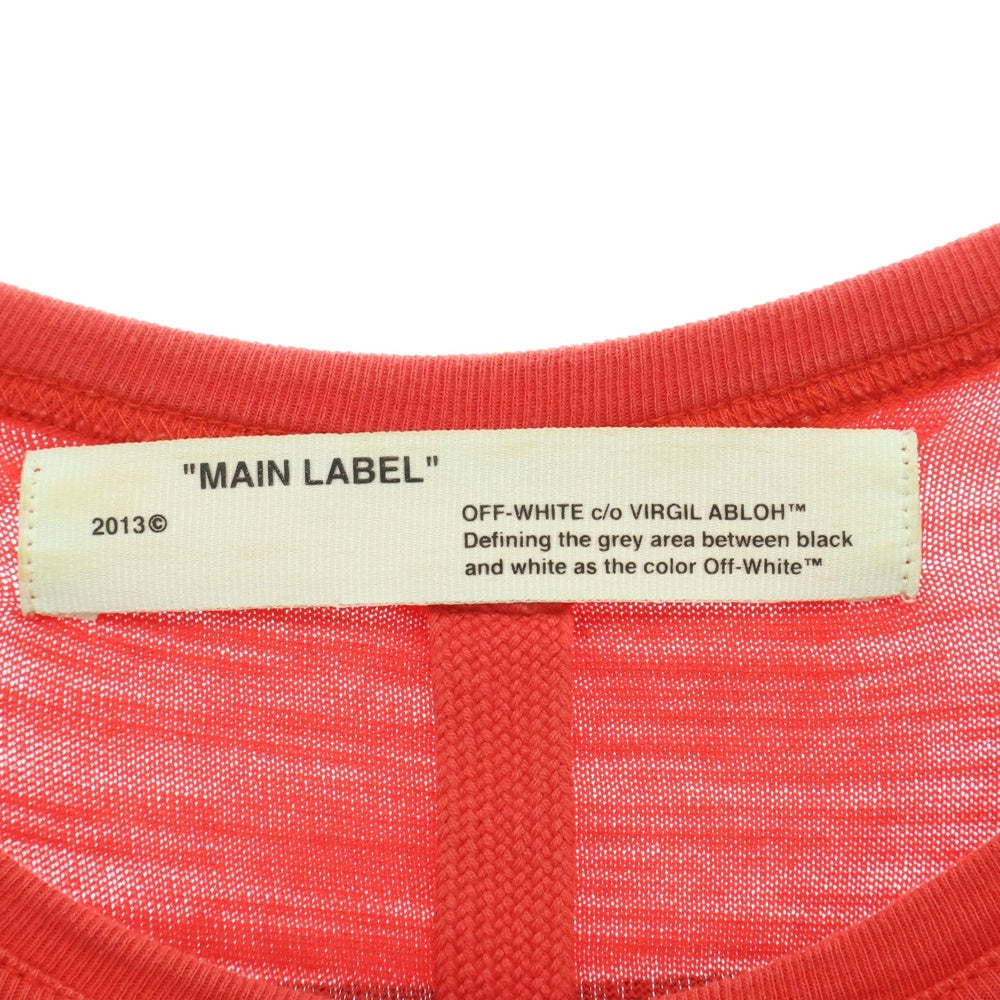 "MAIN LABEL"
2013©
OFF-WHITE c/o VIRGIL ABLOH™
Defining the grey area between black
and white as the color Off-White™